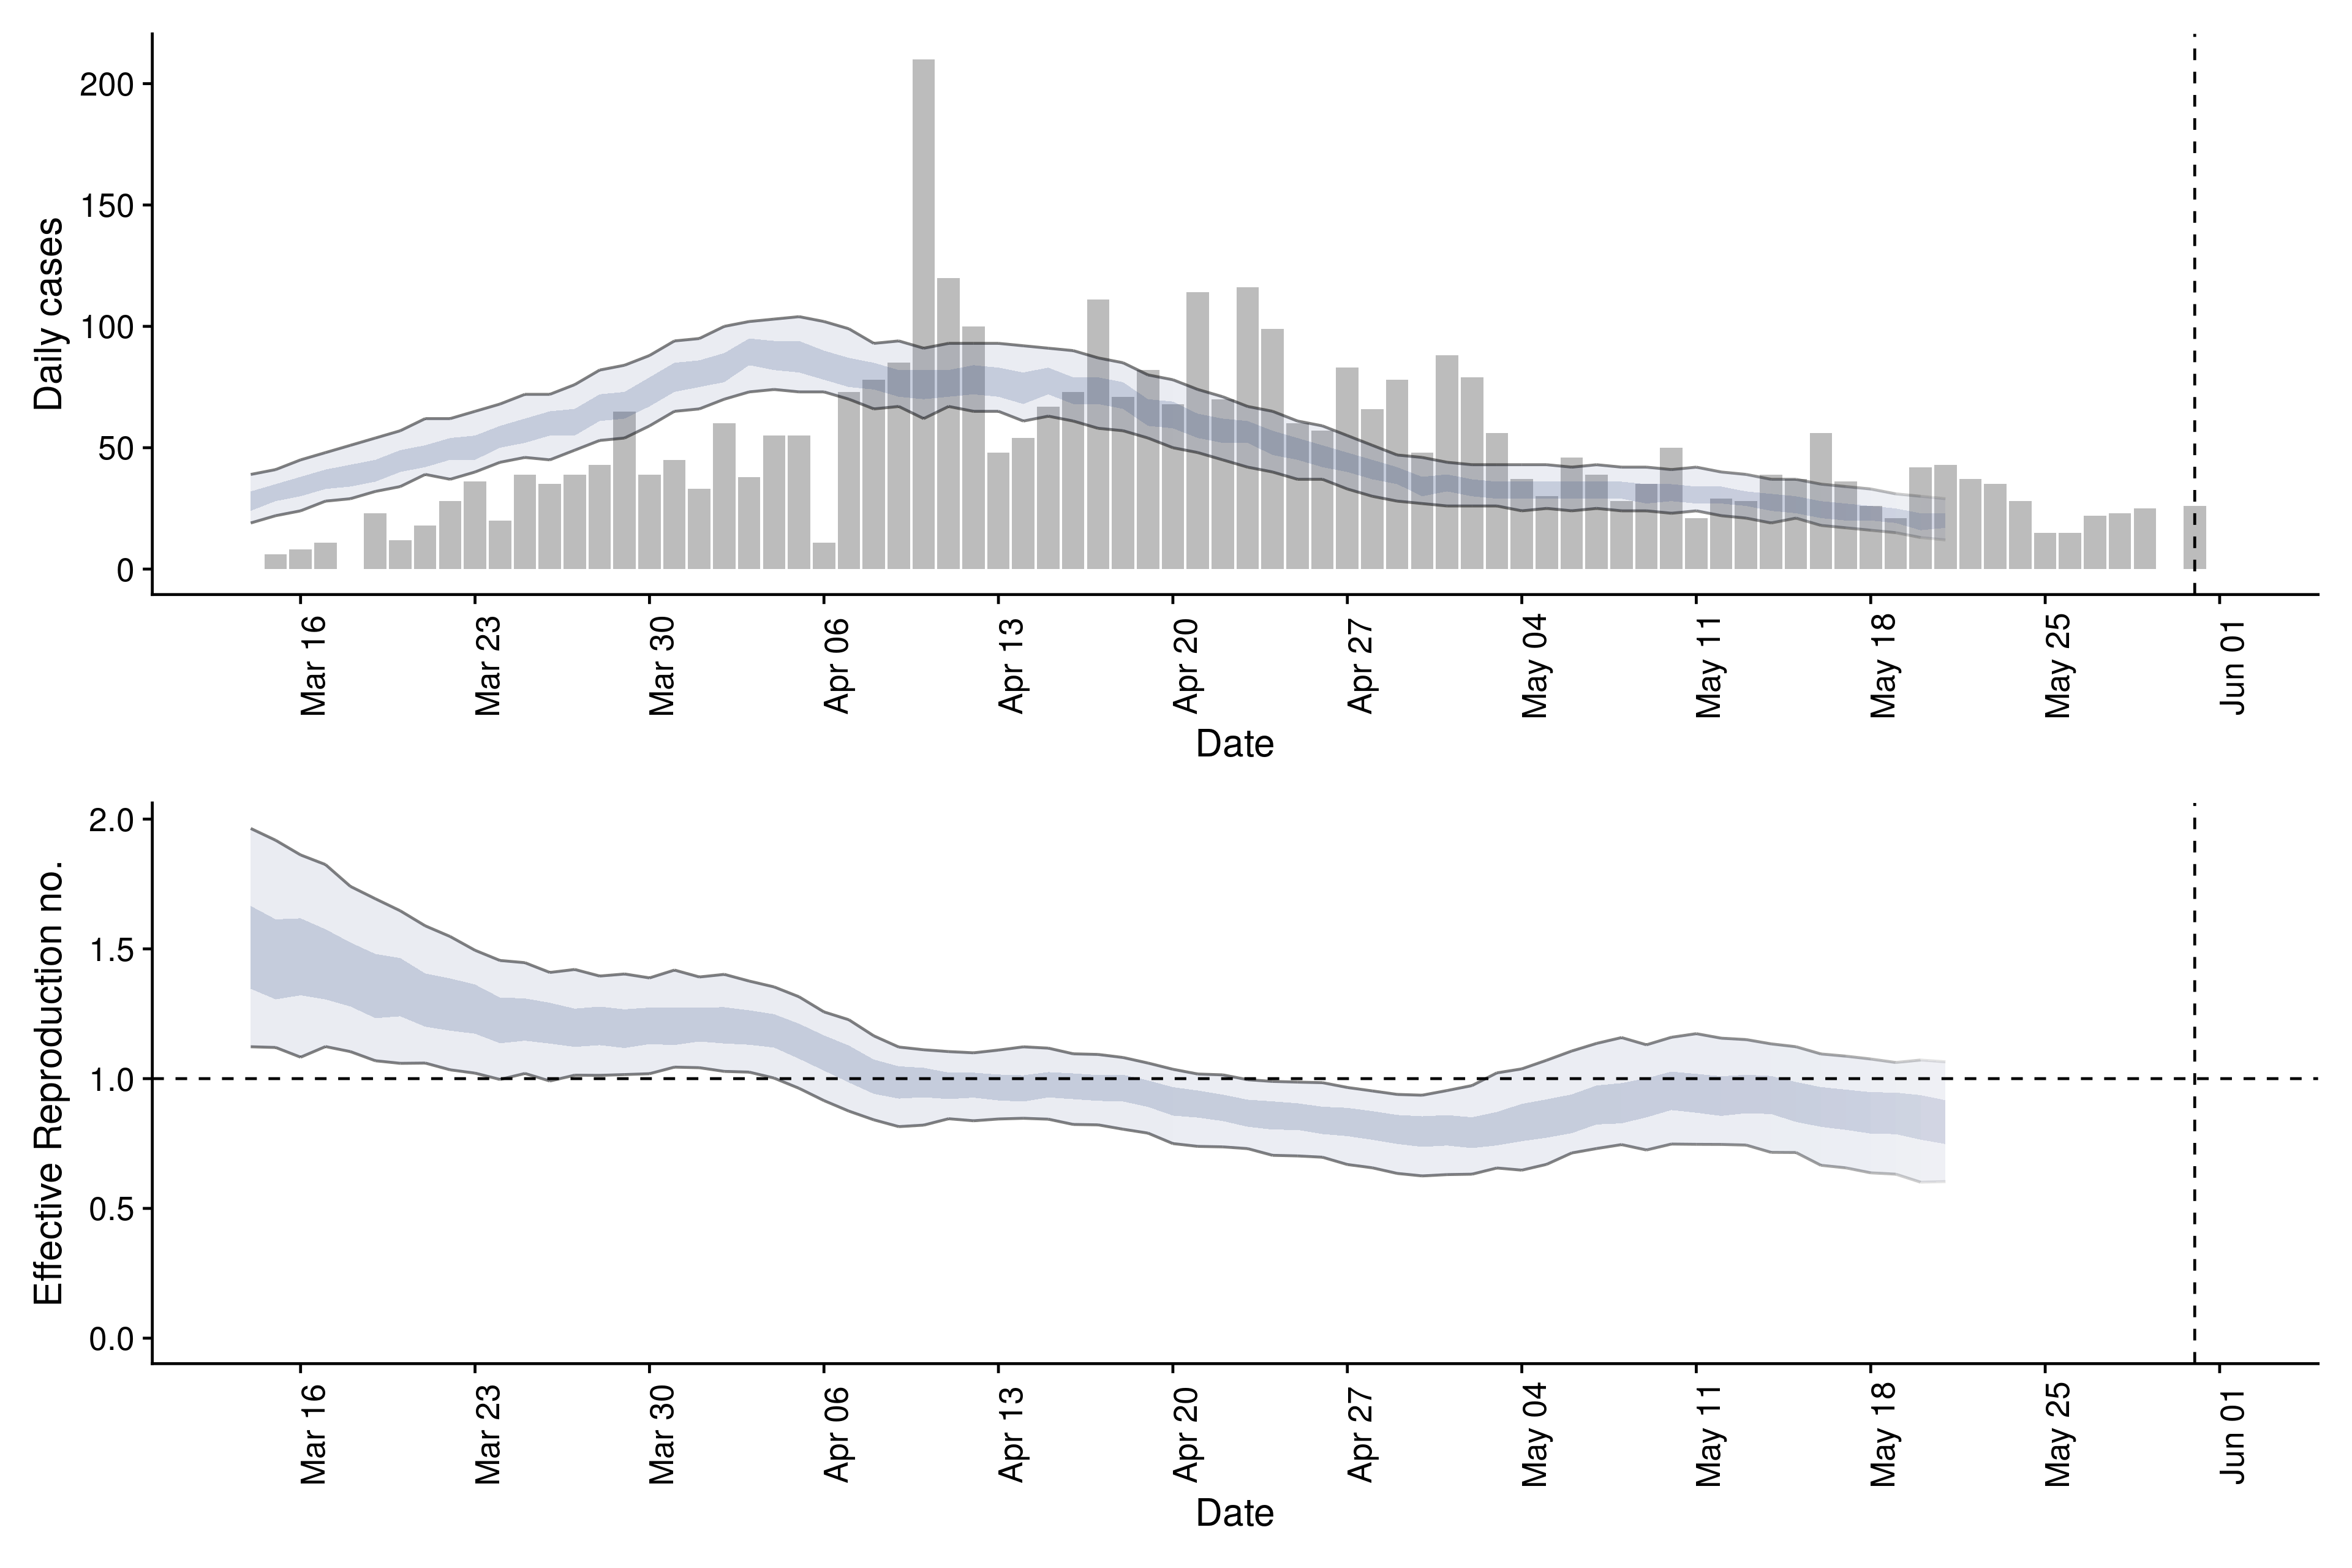 Daily cases
200
150
100
50
0
Mar 16
Mar 23
Mar 30
Apr 06
Apr 13
Apr 20
Apr 27
May 04
May 11
May 18
May 25
Jun 01
Date
Effective Reproduction no.
2.0
1.5
1.0
0.5
0.0
Mar 16
Mar 23
Mar 30
Apr 06
Apr 13
Apr 20
Apr 27
May 04
May 11
May 18
May 25
Jun 01
Date